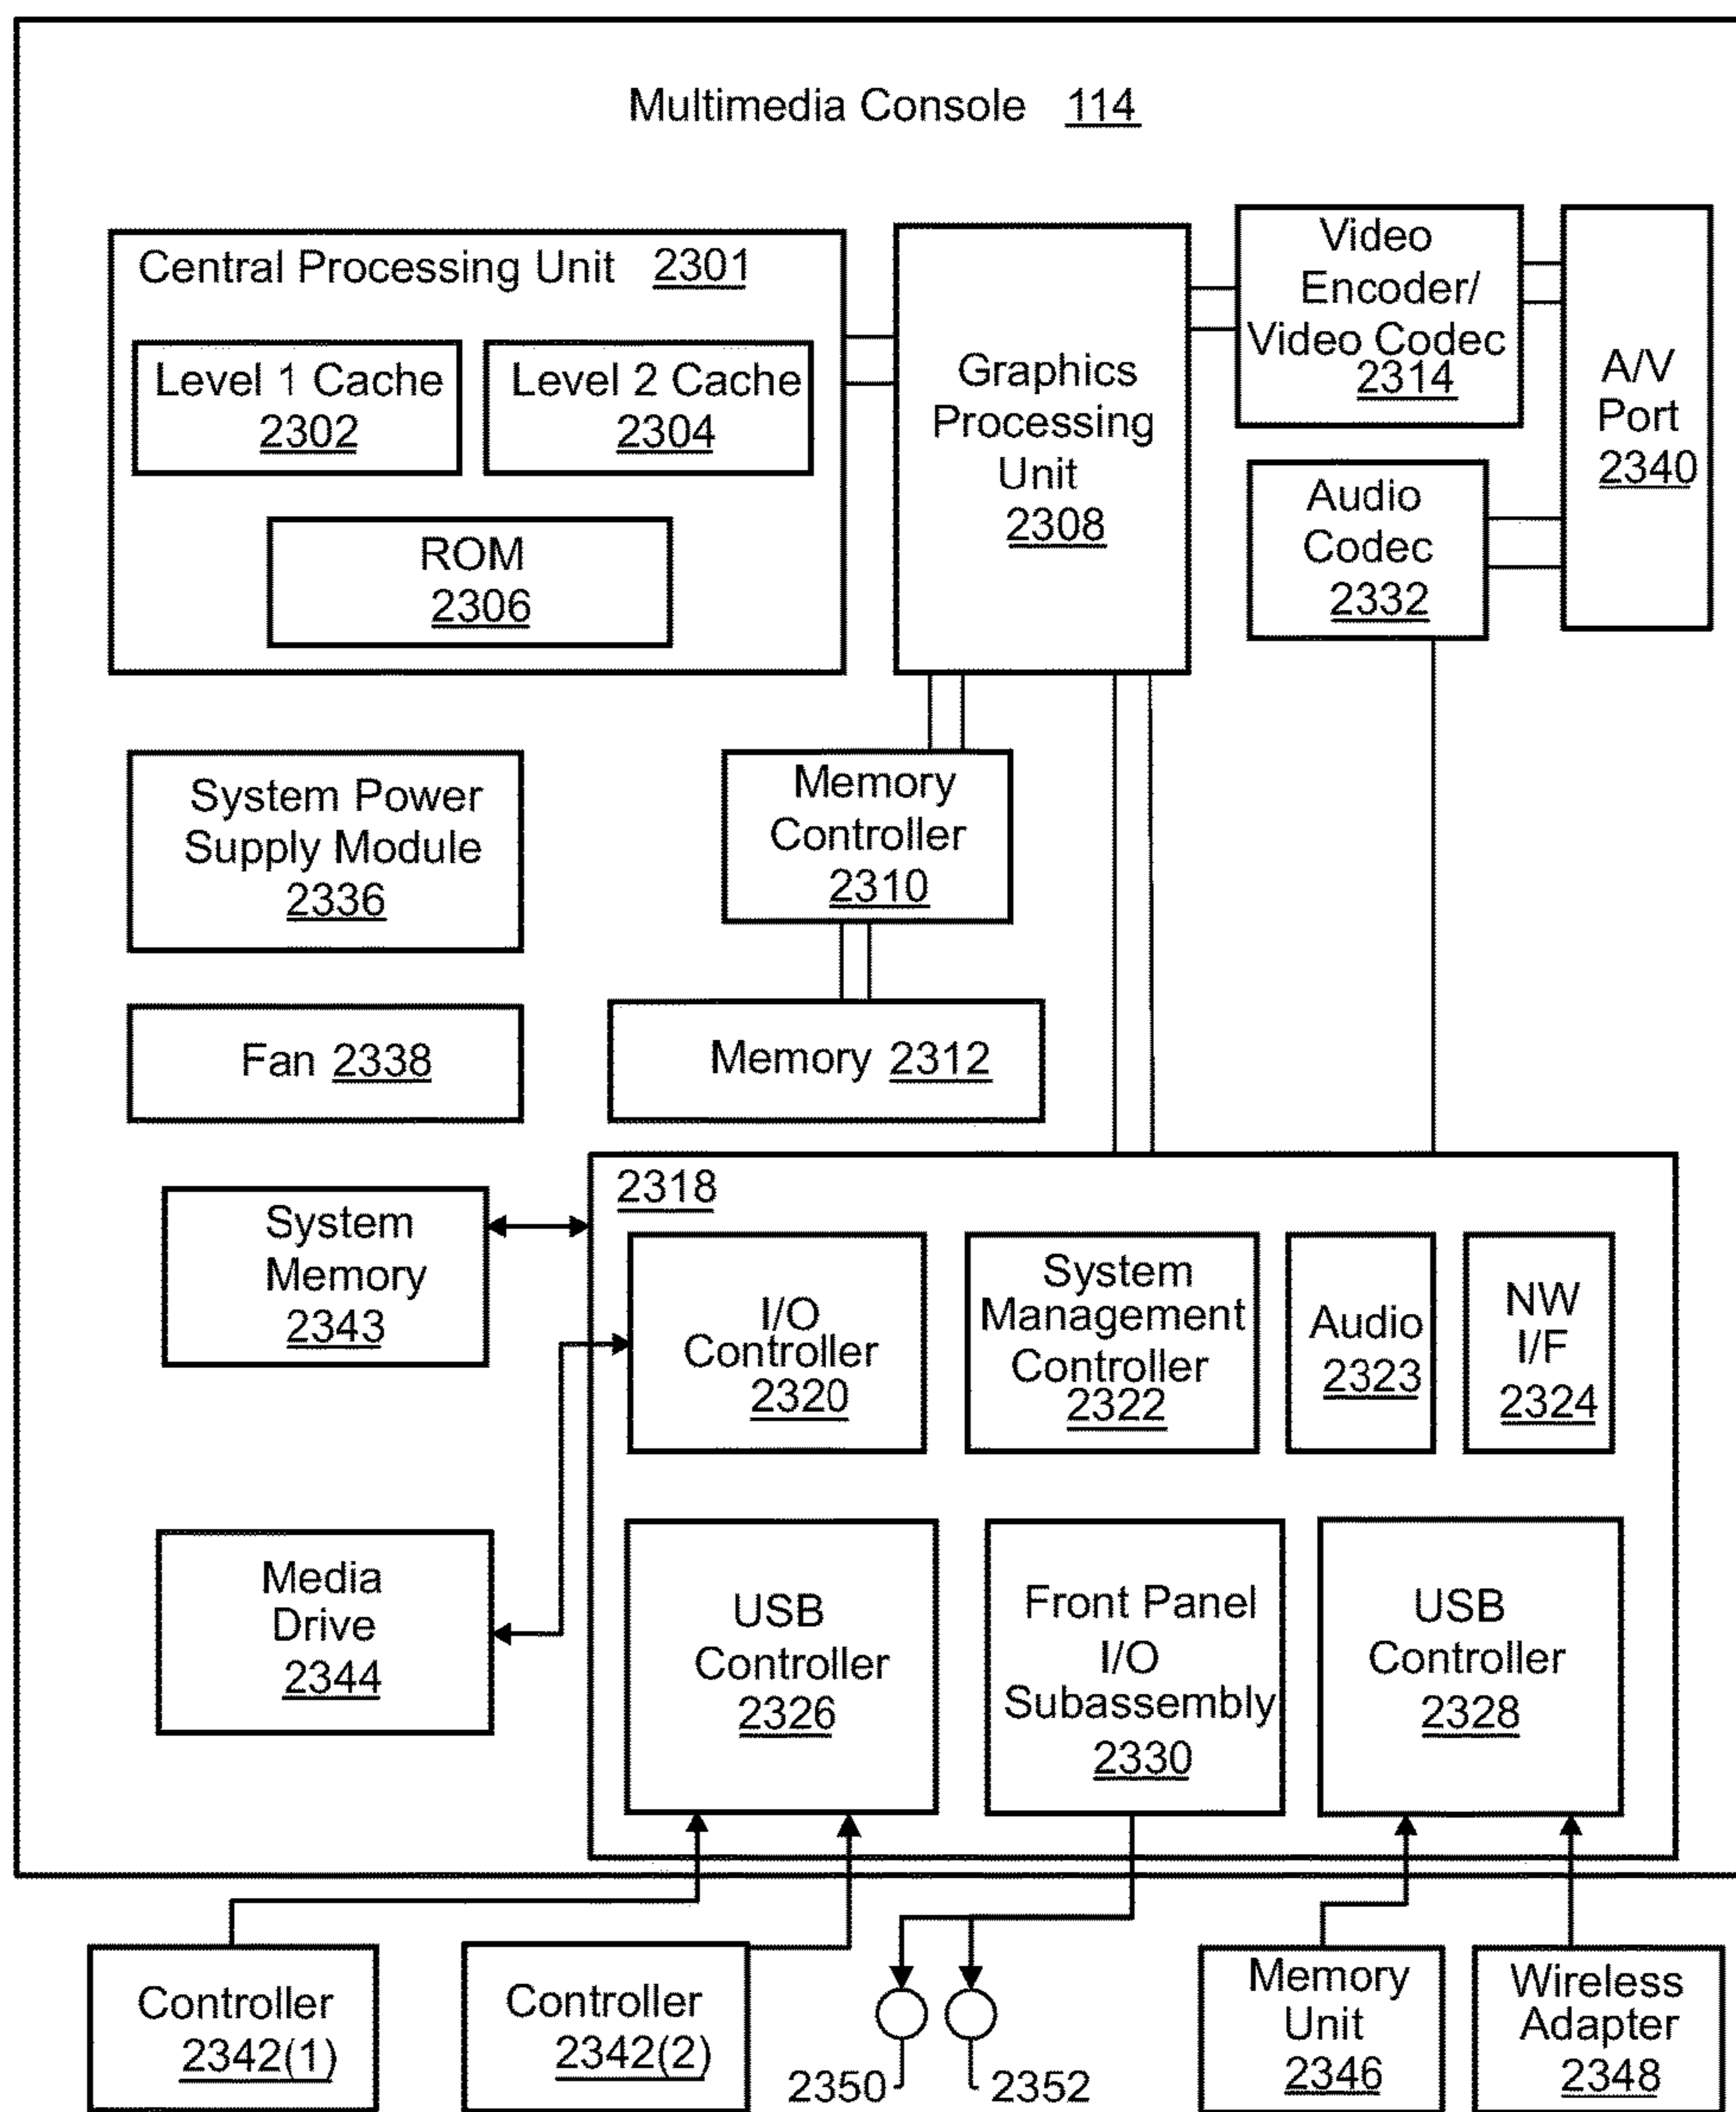 Multimedia Console 114
Central Processing Unit 2301
Level 1 Cache
2302
Level 2 Cache
2304
ROM
2306
Graphics
Processing
Unit
2308
Video
Encoder/
Video Codec
2314
A/V
Port
2340
Audio
Codec
2332
System Power
Supply Module
2336
Memory
Controller
2310
Fan 2338
Memory 2312
System
Memory
2343
2318
I/O
Controller
2320
System
Management
Controller
2322
Audio
2323
NW
I/F
2324
Media
Drive
2344
USB
Controller
2326
Front Panel
I/O
Subassembly
2330
USB
Controller
2328
Controller
2342(1)
Controller
2342(2)
2350
2352
Memory
Unit
2346
Wireless
Adapter
2348